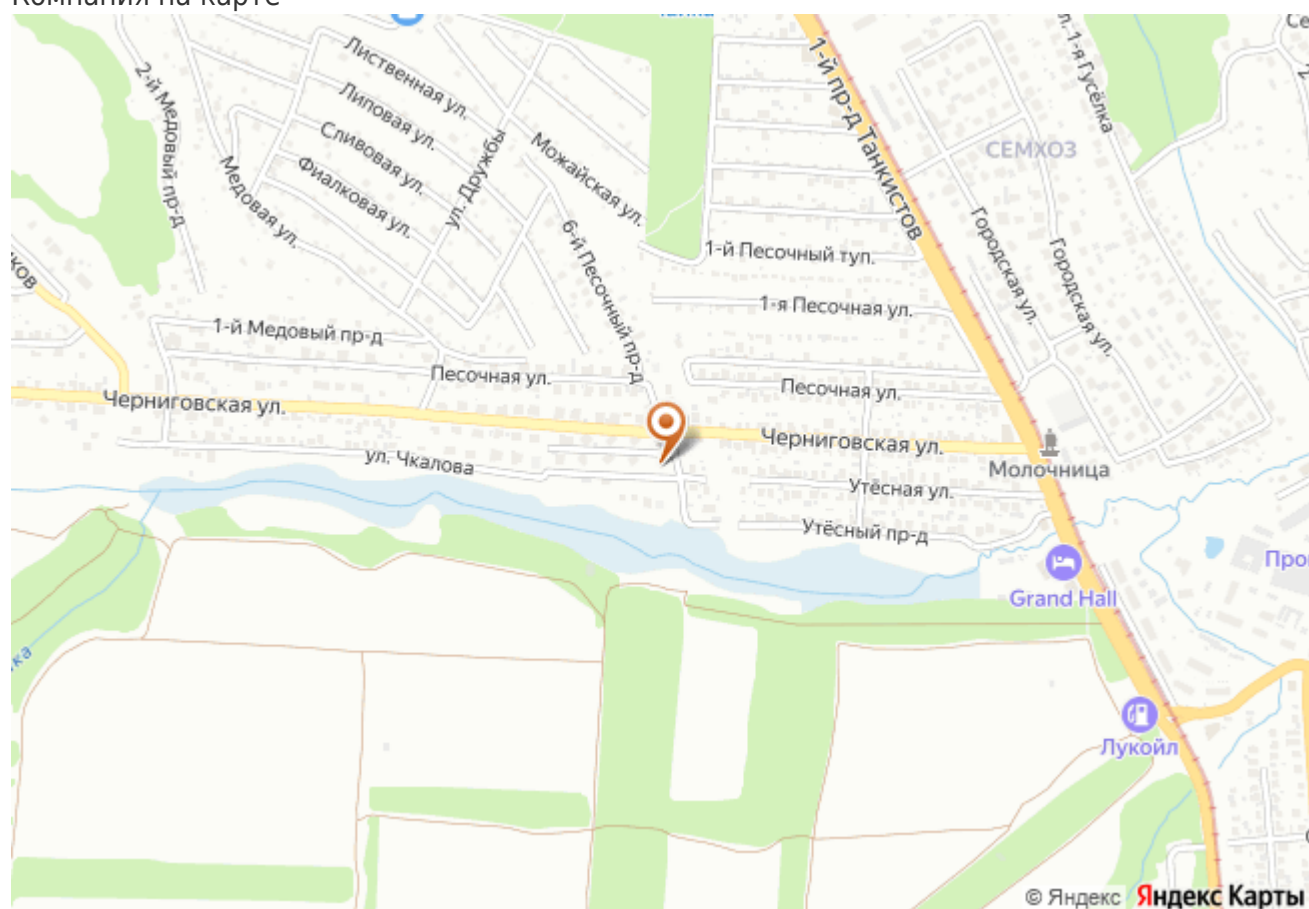 Компания на карте
Лиственная ул.
1-й пр-д Танкистов
1-я Гусёлка
2-й Медовый пр-д
Липовая ул.
Сливовая ул.
ул. Дружбы
Можайская ул.
СЕМХОЗ
Фиалковая ул.
Медовая ул.
6-й Песочный пр-д
1-й Песочный туп.
Городская ул.
Городская ул.
1-я Песочная ул.
1-й Медовый пр-д
Песочная ул.
Песочная ул.
Черниговская ул.
Черниговская ул.
ул. Чкалова
Молочница
Утёсная ул.
Утёсный пр-д
Grand Hall
Лукойл
© Яндекс Яндекс Карты